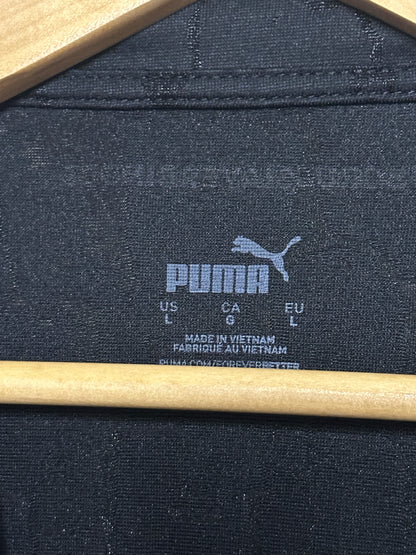 PUMA
US CA EU
L G L
MADE IN VIETNAM
FABRIQUÉ AU VIETNAM
PUMA.COM/FOREVERBETTER